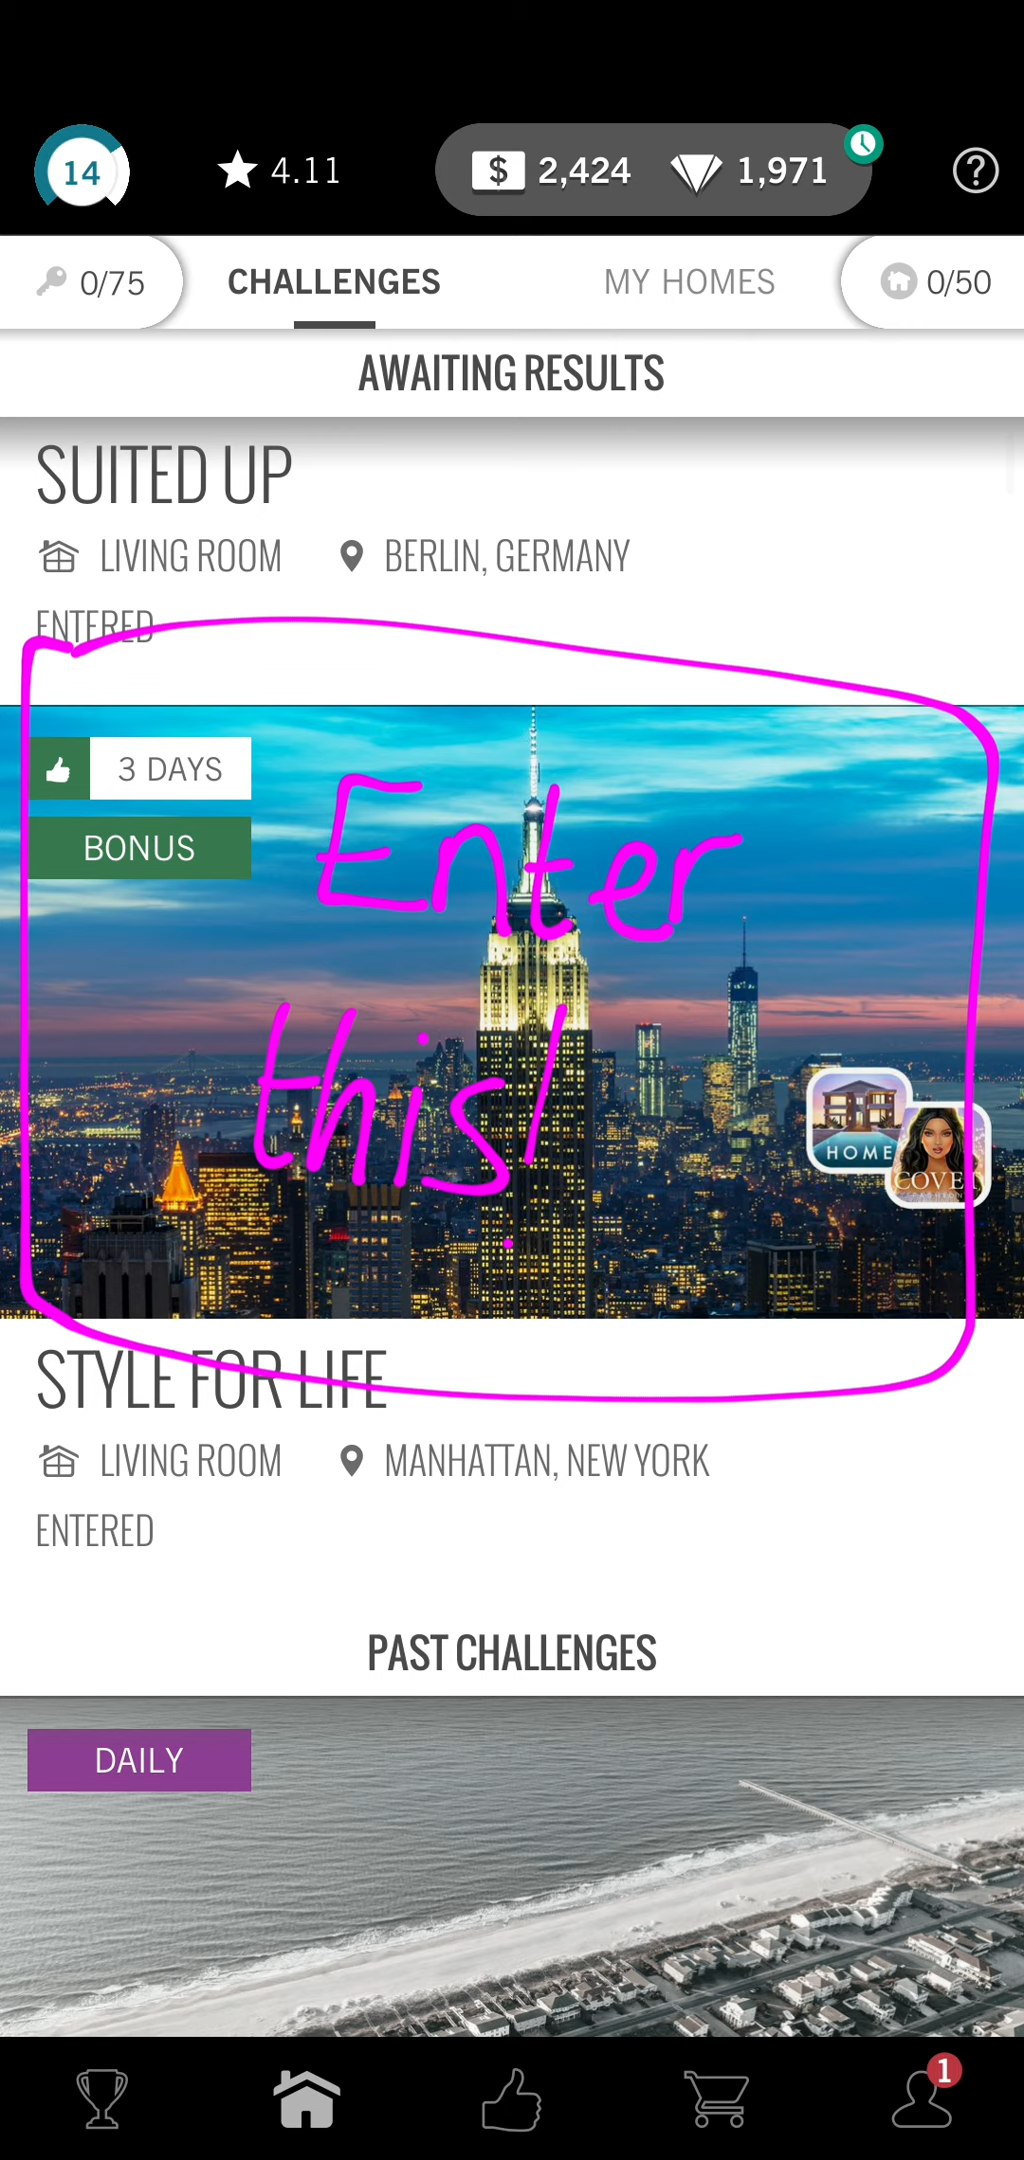 14
4.11
$ 2,424
1,971
?
0/75
CHALLENGES
MY HOMES
0/50
AWAITING RESULTS
SUITED UP
LIVING ROOM
BERLIN, GERMANY
ENTERED
3 DAYS
BONUS
Enter
this!
HOME
COVET
FASHION
STYLE FOR LIFE
LIVING ROOM
MANHATTAN, NEW YORK
ENTERED
PAST CHALLENGES
DAILY
1